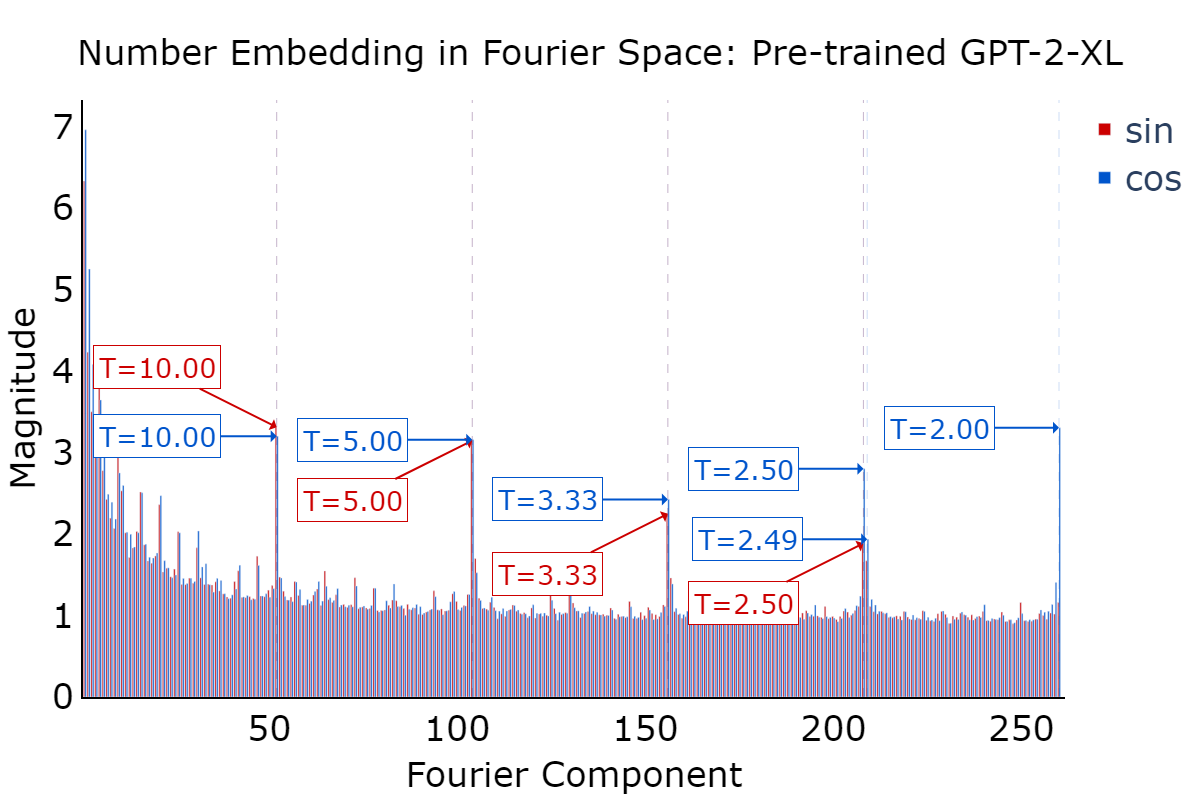 Number Embedding in Fourier Space: Pre-trained GPT-2-XL
sin
cos
Magnitude
7
6
5
4
3
2
1
0
T=10.00
T=10.00
T=5.00
T=5.00
T=3.33
T=3.33
T=2.50
T=2.49
T=2.50
T=2.00
50
100
150
200
250
Fourier Component